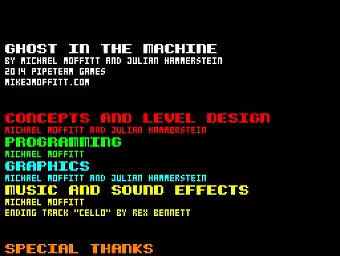 GHOST IN THE MACHINE
BY MICHAEL MOFFITT AND JULIAN HAMMERSTEIN
2014 PIPETEAM GAMES
MIKEJMOFFITT.COM
CONCEPTS AND LEVEL DESIGN
MICHAEL MOFFITT AND JULIAN HAMMERSTEIN
PROGRAMMING
MICHAEL MOFFITT
GRAPHICS
MICHAEL MOFFITT AND JULIAN HAMMERSTEIN
MUSIC AND SOUND EFFECTS
MICHAEL MOFFITT
ENDING TRACK "CELLO" BY REX BENNETT
SPECIAL THANKS